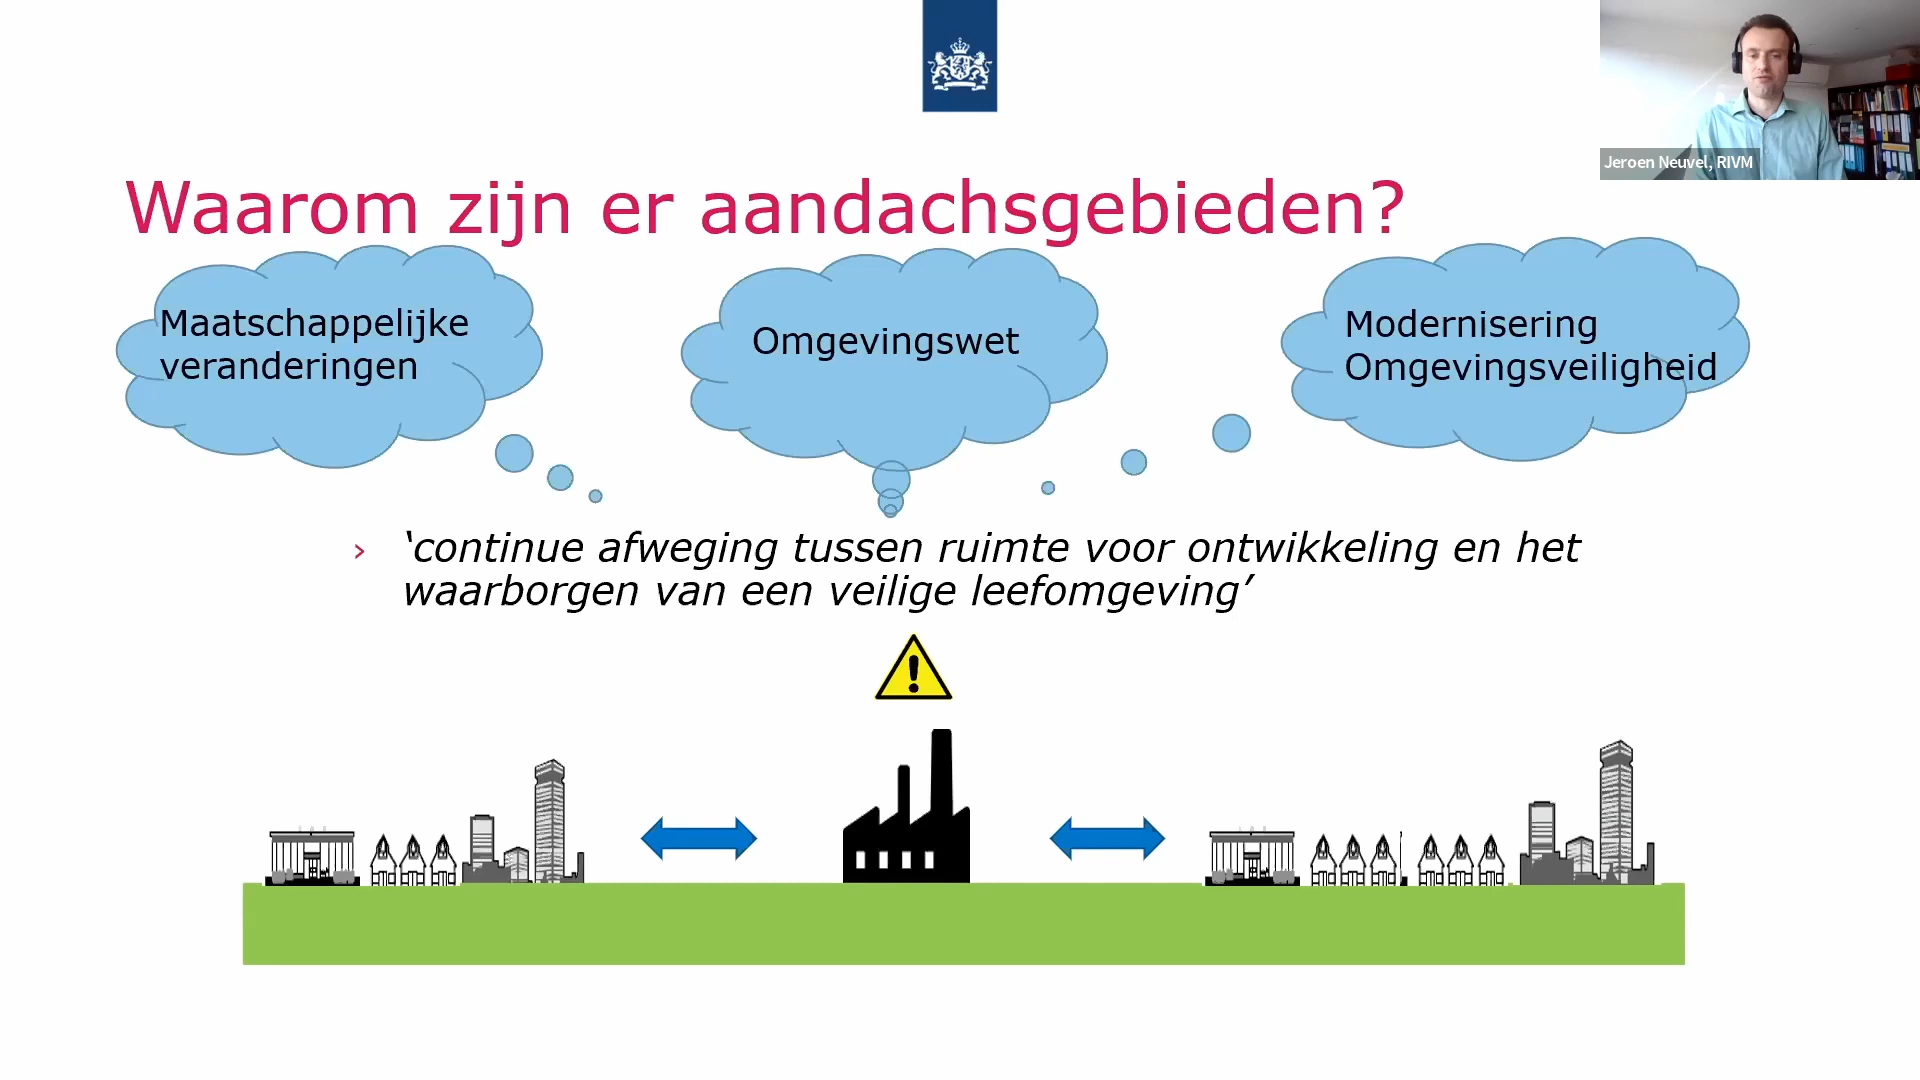 Jeroen Neuvel, RIVM
Waarom zijn er aandachsgebieden?
Maatschappelijke
veranderingen
Omgevingswet
Modernisering
Omgevingsveiligheid
› ‘continue afweging tussen ruimte voor ontwikkeling en het
waarborgen van een veilige leefomgeving’
!